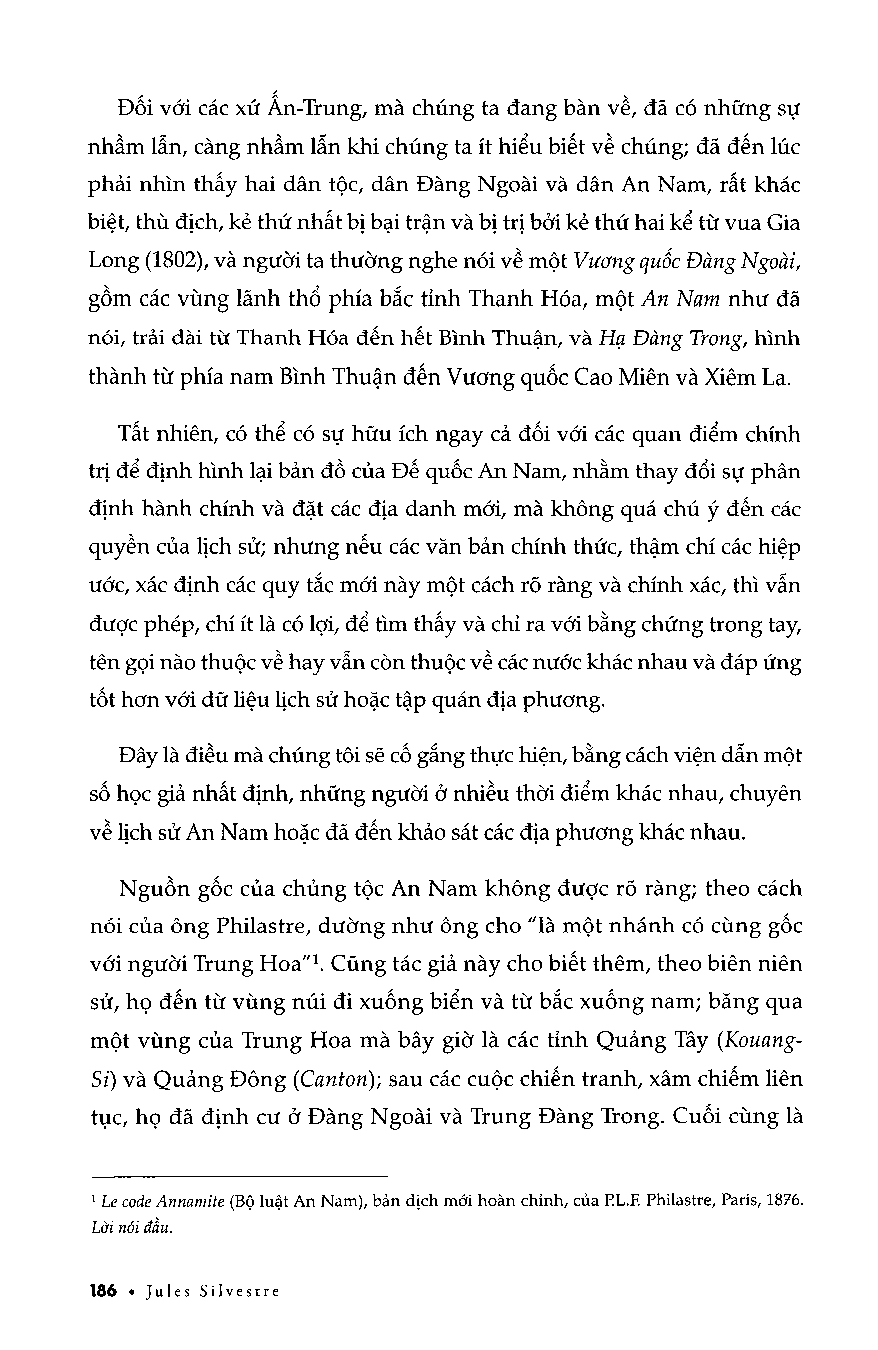 Đối với các xứ Ấn-Trung, mà chúng ta đang bàn về, đã có những sự
nhầm lẫn, càng nhầm lẫn khi chúng ta ít hiểu biết về chúng; đã đến lúc
phải nhìn thấy hai dân tộc, dân Đàng Ngoài và dân An Nam, rất khác
biệt, thù địch, kẻ thứ nhất bị bại trận và bị trị bởi kẻ thứ hai kể từ vua Gia
Long (1802), và người ta thường nghe nói về một Vương quốc Đàng Ngoài,
gồm các vùng lãnh thổ phía bắc tỉnh Thanh Hóa, một An Nam như đã
nói, trải dài từ Thanh Hóa đến hết Bình Thuận, và Hạ Đàng Trong, hình
thành từ phía nam Bình Thuận đến Vương quốc Cao Miên và Xiêm La.
Tất nhiên, có thể có sự hữu ích ngay cả đối với các quan điểm chính
trị để định hình lại bản đồ của Đế quốc An Nam, nhằm thay đổi sự phân
định hành chính và đặt các địa danh mới, mà không quá chú ý đến các
quyền của lịch sử; nhưng nếu các văn bản chính thức, thậm chí các hiệp
ước, xác định các quy tắc mới này một cách rõ ràng và chính xác, thì vẫn
được phép, chí ít là có lợi, để tìm thấy và chỉ ra với bằng chứng trong tay,
tên gọi nào thuộc về hay vẫn còn thuộc về các nước khác nhau và đáp ứng
tốt hơn với dữ liệu lịch sử hoặc tập quán địa phương.
Đây là điều mà chúng tôi sẽ cố gắng thực hiện, bằng cách viện dẫn một
số học giả nhất định, những người ở nhiều thời điểm khác nhau, chuyên
về lịch sử An Nam hoặc đã đến khảo sát các địa phương khác nhau.
Nguồn gốc của chủng tộc An Nam không được rõ ràng; theo cách
nói của ông Philastre, dường như ông cho "là một nhánh có cùng gốc
với người Trung Hoa"¹. Cũng tác giả này cho biết thêm, theo biên niên
sử, họ đến từ vùng núi đi xuống biển và từ bắc xuống nam; băng qua
một vùng của Trung Hoa mà bây giờ là các tỉnh Quảng Tây (Kouang-
Si) và Quảng Đông (Canton); sau các cuộc chiến tranh, xâm chiếm liên
tục, họ đã định cư ở Đàng Ngoài và Trung Đàng Trong. Cuối cùng là
¹ Le code Annamite (Bộ luật An Nam), bản dịch mới hoàn chỉnh, của P.L.F. Philastre, Paris, 1876.
Lời nói đầu.
186 • Jules Silvestre